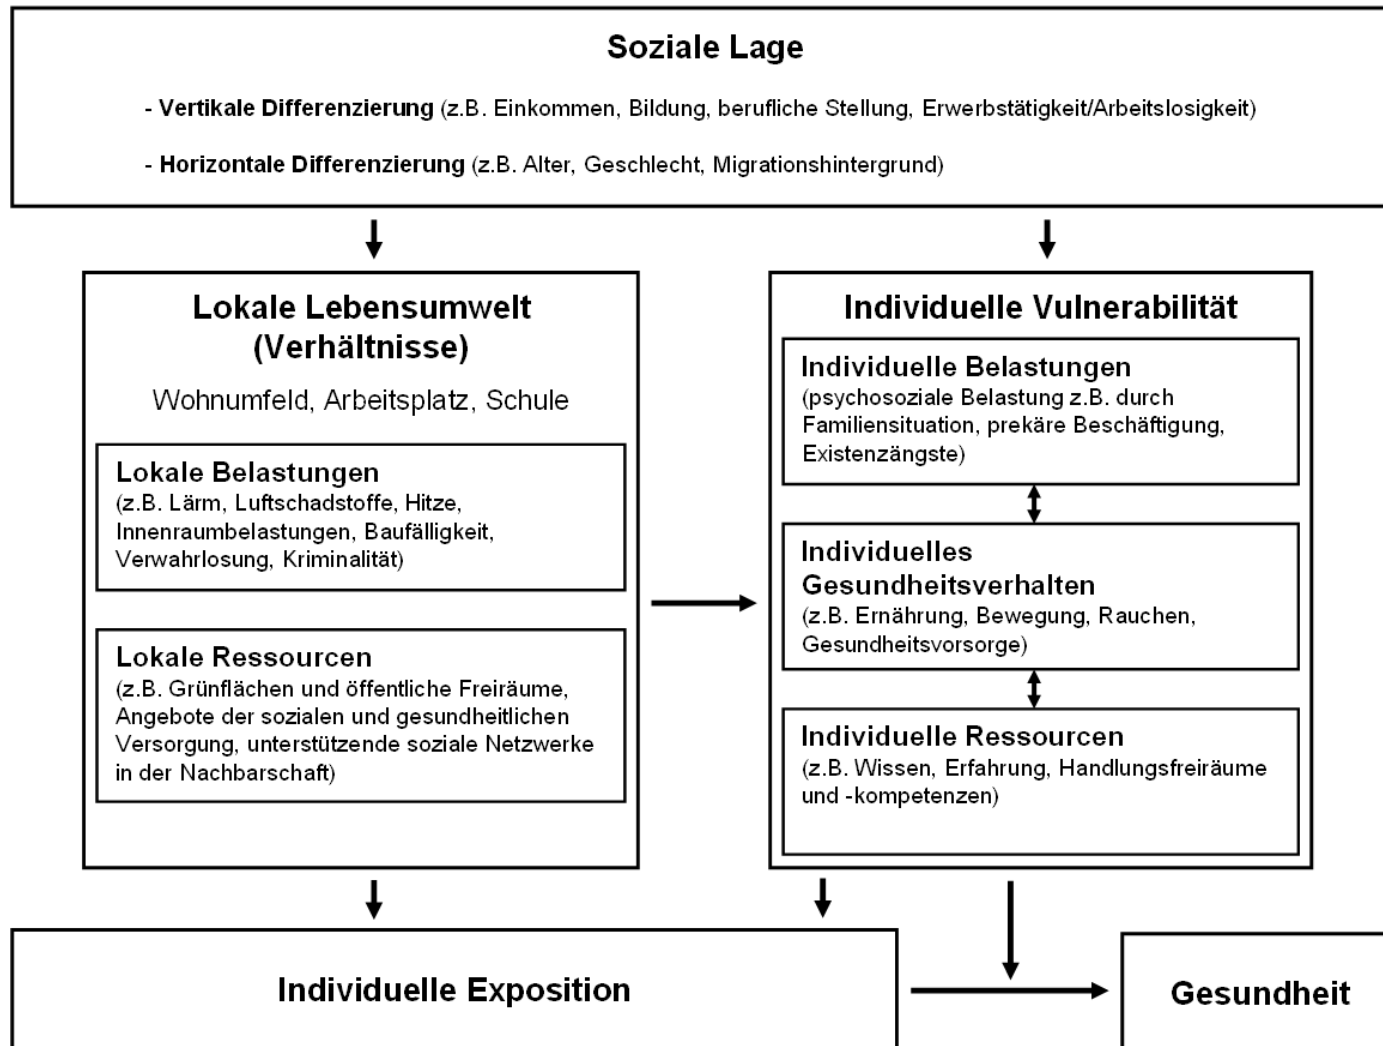 Soziale Lage
- Vertikale Differenzierung (z.B. Einkommen, Bildung, berufliche Stellung, Erwerbstätigkeit/Arbeitslosigkeit)
- Horizontale Differenzierung (z.B. Alter, Geschlecht, Migrationshintergrund)
Lokale Lebensumwelt
(Verhältnisse)
Wohnumfeld, Arbeitsplatz, Schule
Lokale Belastungen
(z.B. Lärm, Luftschadstoffe, Hitze,
Innenraumbelastungen, Baufälligkeit,
Verwahrlosung, Kriminalität)
Lokale Ressourcen
(z.B. Grünflächen und öffentliche Freiräume,
Angebote der sozialen und gesundheitlichen
Versorgung, unterstützende soziale Netzwerke
in der Nachbarschaft)
Individuelle Vulnerabilität
Individuelle Belastungen
(psychosoziale Belastung z.B. durch
Familiensituation, prekäre Beschäftigung,
Existenzängste)
Individuelles
Gesundheitsverhalten
(z.B. Ernährung, Bewegung, Rauchen,
Gesundheitsvorsorge)
Individuelle Ressourcen
(z.B. Wissen, Erfahrung, Handlungsfreiräume
und -kompetenzen)
Individuelle Exposition
Gesundheit